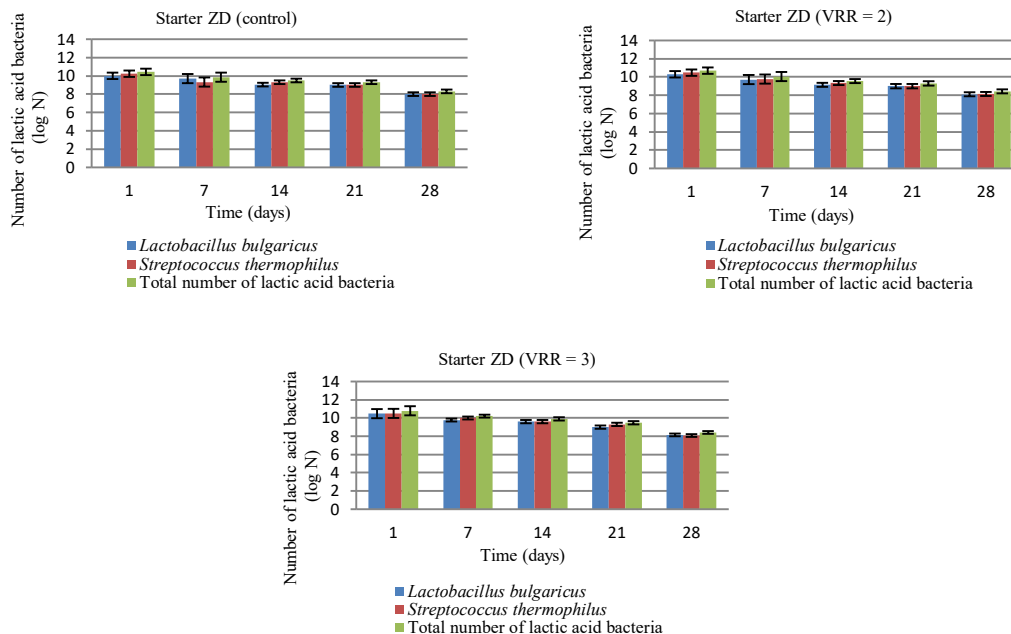 Starter ZD (control)
Number of lactic acid bacteria
(log N)
14
12
10
8
6
4
2
0
1 7 14 21 28
Time (days)
Lactobacillus bulgaricus
Streptococcus thermophilus
Total number of lactic acid bacteria
Starter ZD (VRR = 2)
Number of lactic acid bacteria
(log N)
14
12
10
8
6
4
2
0
1 7 14 21 28
Time (days)
Lactobacillus bulgaricus
Streptococcus thermophilus
Total number of lactic acid bacteria
Starter ZD (VRR = 3)
Number of lactic acid bacteria
(log N)
14
12
10
8
6
4
2
0
1 7 14 21 28
Time (days)
Lactobacillus bulgaricus
Streptococcus thermophilus
Total number of lactic acid bacteria